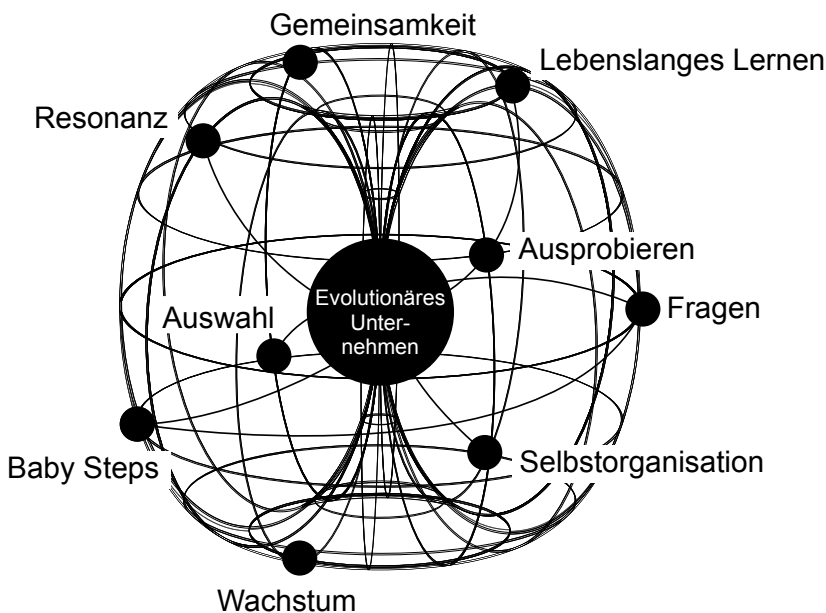 Gemeinsamkeit
Lebenslanges Lernen
Resonanz
Ausprobieren
Evolutionäres
Unter-
nehmen
Fragen
Auswahl
Baby Steps
Selbstorganisation
Wachstum